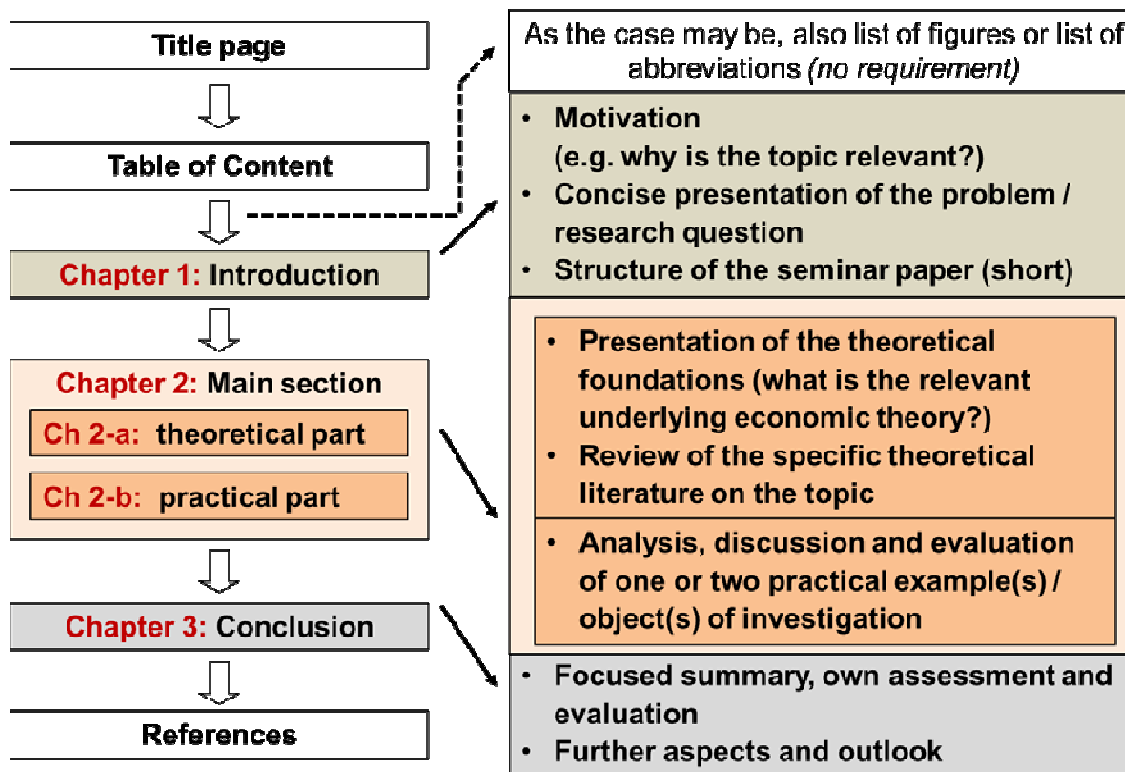 Title page
Table of Content
Chapter 1: Introduction
Chapter 2: Main section
Ch 2-a: theoretical part
Ch 2-b: practical part
Chapter 3: Conclusion
References
As the case may be, also list of figures or list of
abbreviations (no requirement)
• Motivation
(e.g. why is the topic relevant?)
• Concise presentation of the problem /
research question
• Structure of the seminar paper (short)
• Presentation of the theoretical
foundations (what is the relevant
underlying economic theory?)
• Review of the specific theoretical
literature on the topic
• Analysis, discussion and evaluation
of one or two practical example(s) /
object(s) of investigation
• Focused summary, own assessment and
evaluation
• Further aspects and outlook